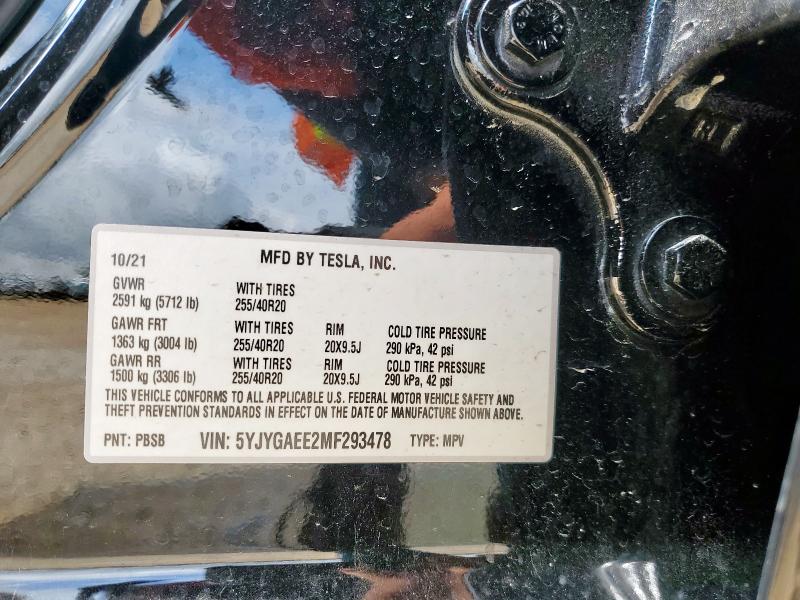 10/21 MFD BY TESLA, INC.
GVWR WITH TIRES
2591 kg (5712 lb) 255/40R20
GAWR FRT WITH TIRES RIM COLD TIRE PRESSURE
1363 kg (3004 lb) 255/40R20 20X9.5J 290 kPa, 42 psi
GAWR RR WITH TIRES RIM COLD TIRE PRESSURE
1500 kg (3306 lb) 255/40R20 20X9.5J 290 kPa, 42 psi
THIS VEHICLE CONFORMS TO ALL APPLICABLE U.S. FEDERAL MOTOR VEHICLE SAFETY AND
THEFT PREVENTION STANDARDS IN EFFECT ON THE DATE OF MANUFACTURE SHOWN ABOVE.
PNT: PBSB VIN: 5YJYGAEE2MF293478 TYPE: MPV